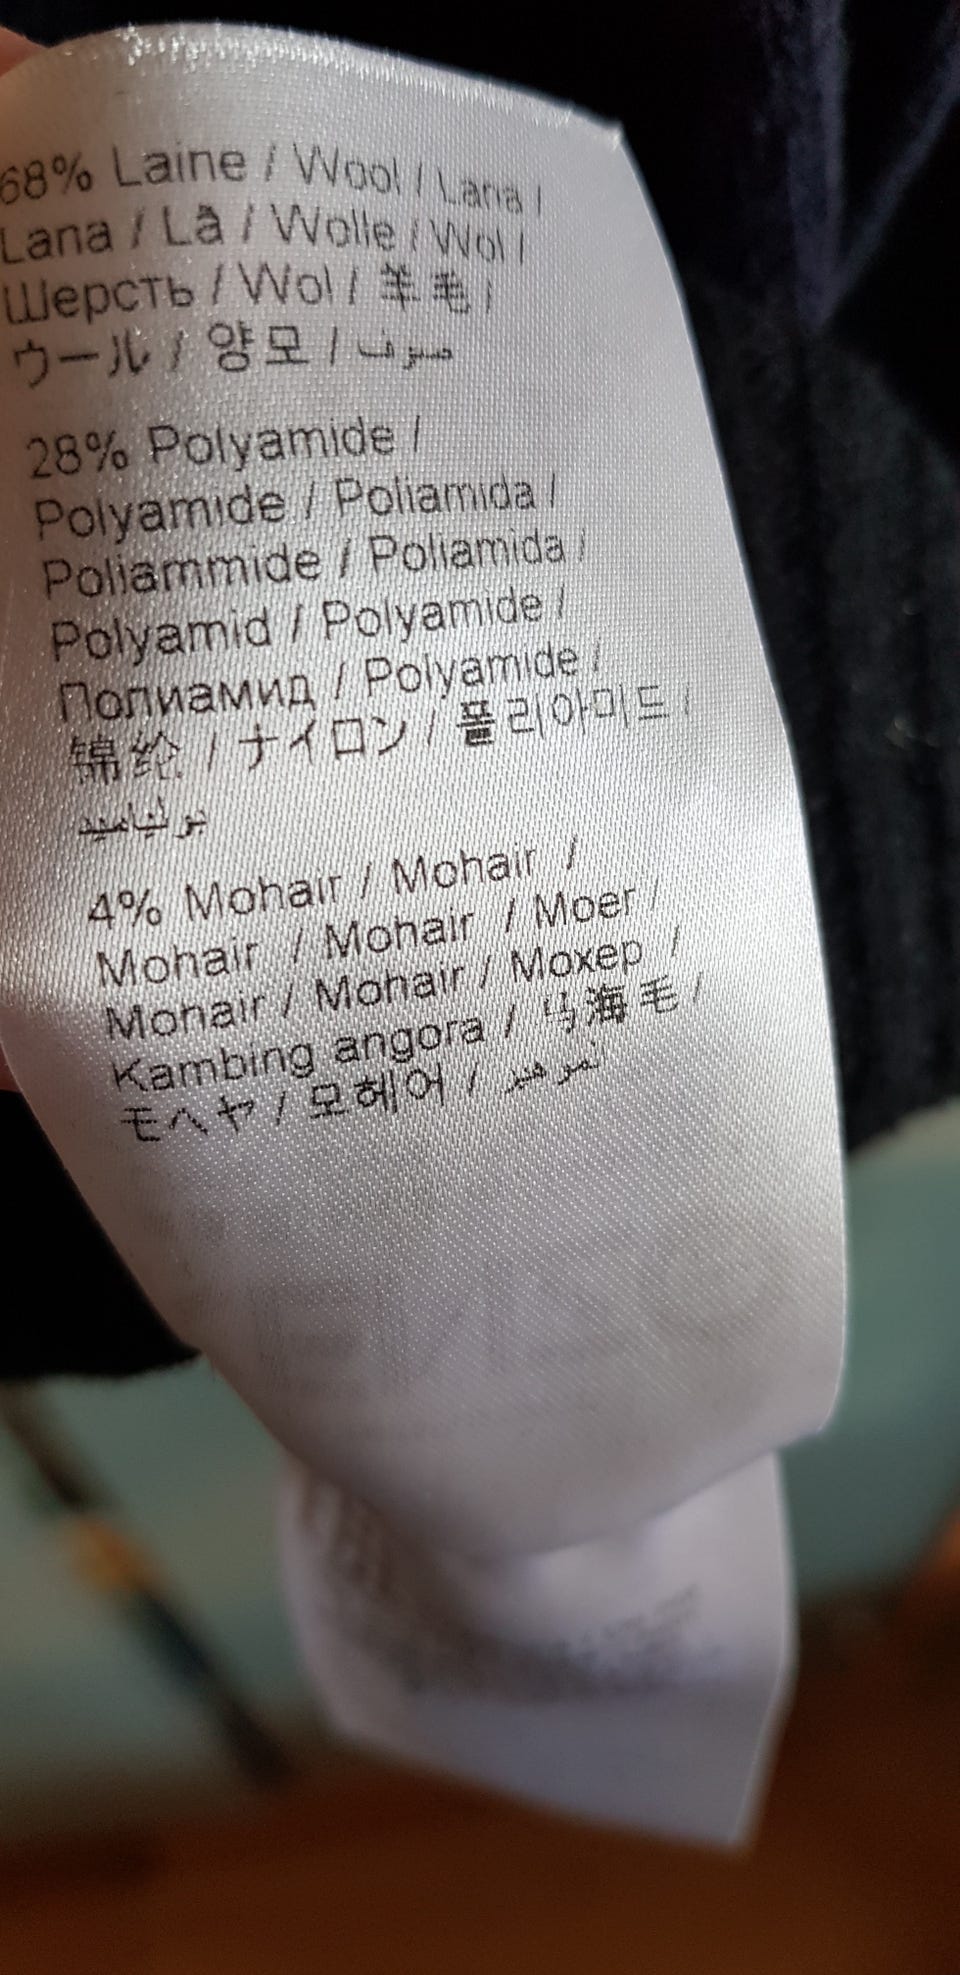 68% Laine / Wool / Lana /
Lana / Lã / Wolle / Wol /
Шерсть / Wol / 羊毛 /
ウール / 양모 / صوف
28% Polyamide /
Polyamide / Poliamida /
Poliammide / Poliamida /
Polyamid / Polyamide /
Полиамид / Polyamide /
锦纶 / ナイロン / 폴리아미드 /
4% Mohair / Mohair /
Mohair / Mohair / Moer /
Mohair / Mohair / Мохер /
Kambing angora / 马海毛 /
モヘヤ / 모헤어 /